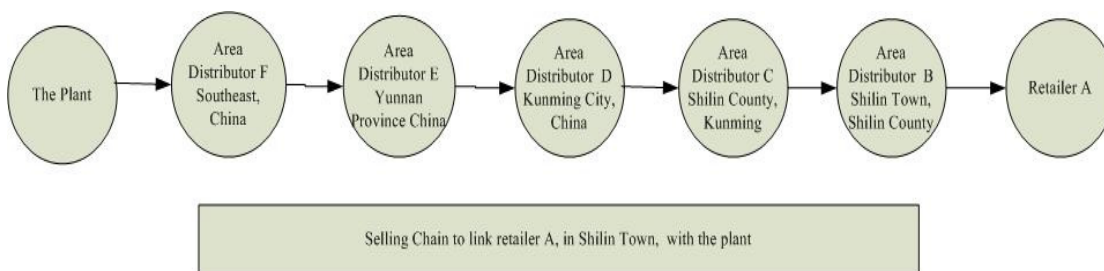 The Plant
Area
Distributor F
Southeast,
China
Area
Distributor E
Yunnan
Province China
Area
Distributor D
Kunming City,
China
Area
Distributor C
Shilin County,
Kunming
Area
Distributor B
Shilin Town,
Shilin County
Retailer A
Selling Chain to link retailer A, in Shilin Town, with the plant